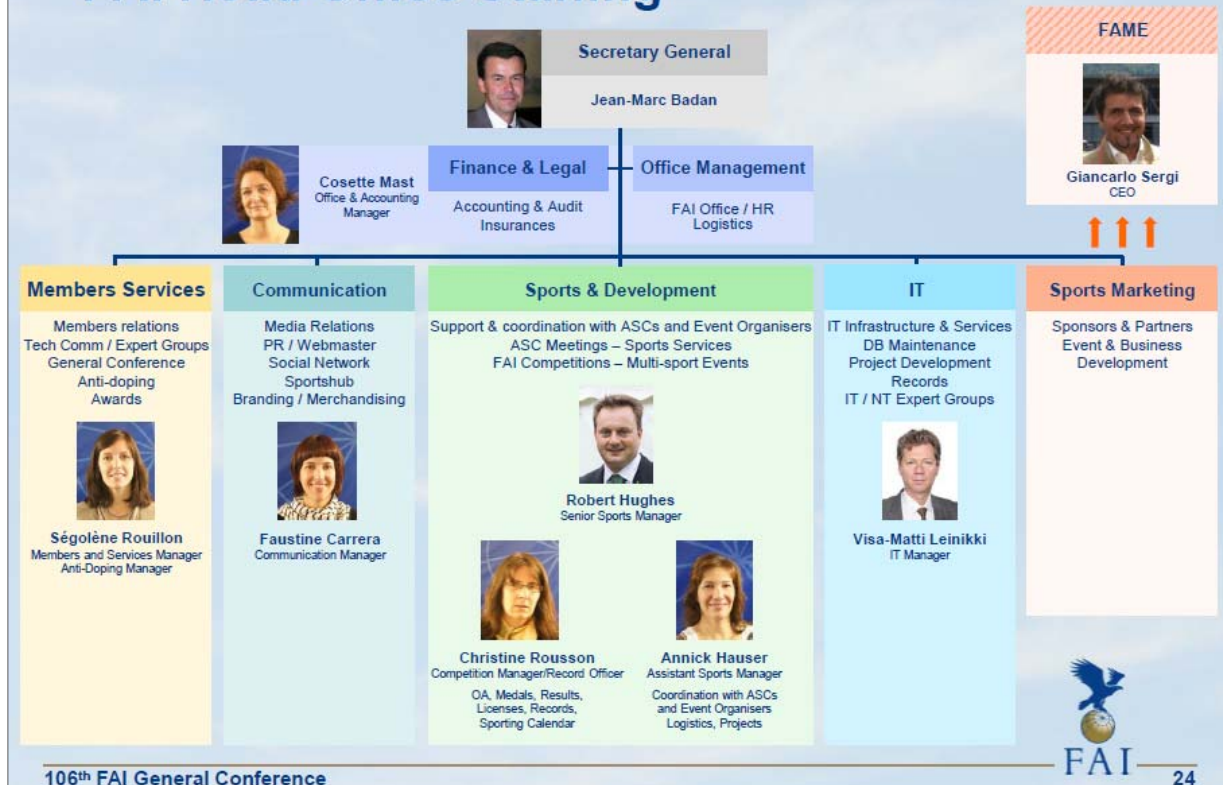 FAME
Secretary General
Jean-Marc Badan
Giancarlo Sergi
CEO
Cosette Mast
Office & Accounting
Manager
Finance & Legal
Accounting & Audit
Insurances
Office Management
FAI Office / HR
Logistics
Members Services
Members relations
Tech Comm / Expert Groups
General Conference
Anti-doping
Awards
Ségolène Rouillon
Members and Services Manager
Anti-Doping Manager
Communication
Media Relations
PR / Webmaster
Social Network
Sportshub
Branding / Merchandising
Faustine Carrera
Communication Manager
Sports & Development
Support & coordination with ASCs and Event Organisers
ASC Meetings – Sports Services
FAI Competitions – Multi-sport Events
Robert Hughes
Senior Sports Manager
Christine Rousson
Competition Manager/Record Officer
OA, Medals, Results,
Licenses, Records,
Sporting Calendar
Annick Hauser
Assistant Sports Manager
Coordination with ASCs
and Event Organisers
Logistics, Projects
IT
IT Infrastructure & Services
DB Maintenance
Project Development
Records
IT / NT Expert Groups
Visa-Matti Leinikki
IT Manager
Sports Marketing
Sponsors & Partners
Event & Business
Development
FAI
106th FAI General Conference
24